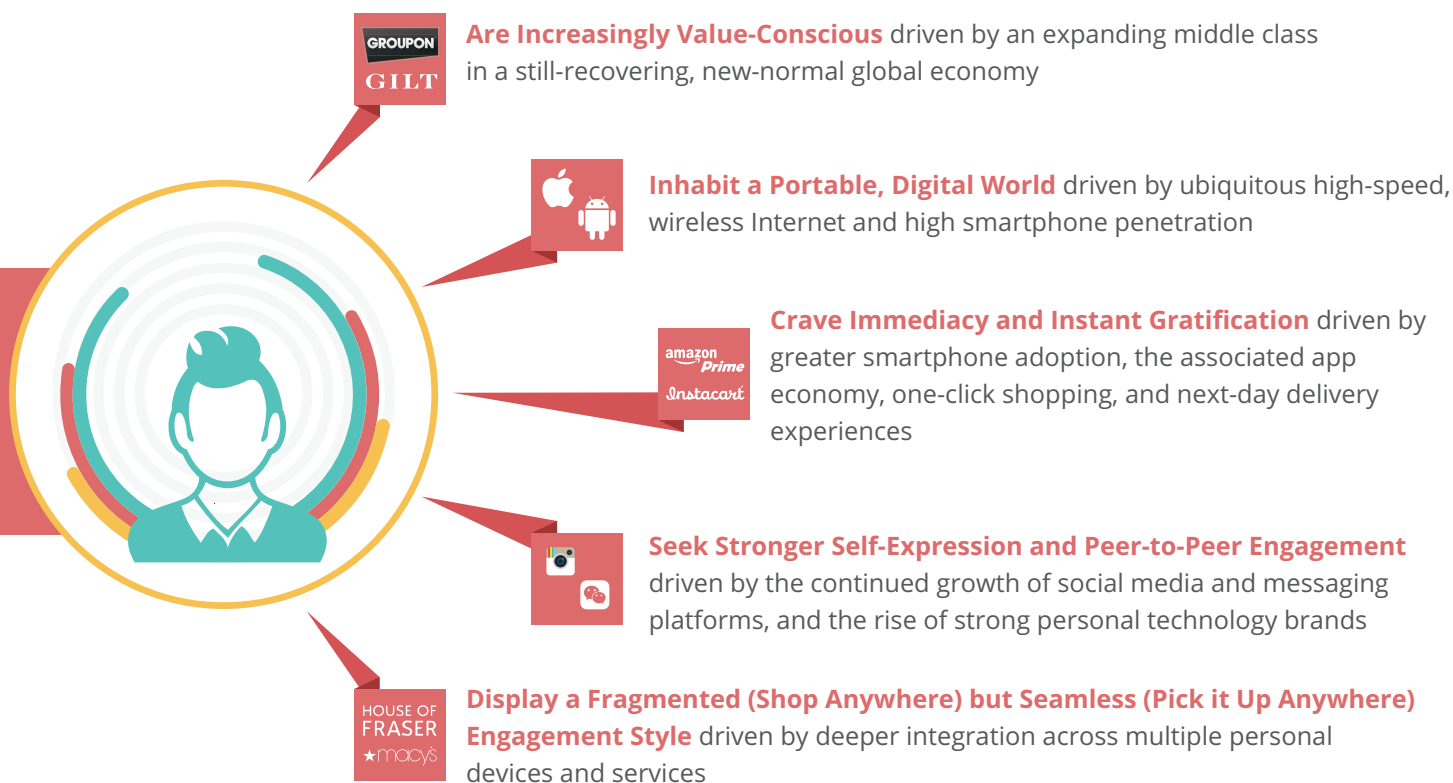 GROUPON
GILT
Are Increasingly Value-Conscious driven by an expanding middle class
in a still-recovering, new-normal global economy
Inhabit a Portable, Digital World driven by ubiquitous high-speed,
wireless Internet and high smartphone penetration
amazon
Prime
Instacart
Crave Immediacy and Instant Gratification driven by
greater smartphone adoption, the associated app
economy, one-click shopping, and next-day delivery
experiences
Seek Stronger Self-Expression and Peer-to-Peer Engagement
driven by the continued growth of social media and messaging
platforms, and the rise of strong personal technology brands
HOUSE OF
FRASER
★macy's
Display a Fragmented (Shop Anywhere) but Seamless (Pick it Up Anywhere)
Engagement Style driven by deeper integration across multiple personal
devices and services